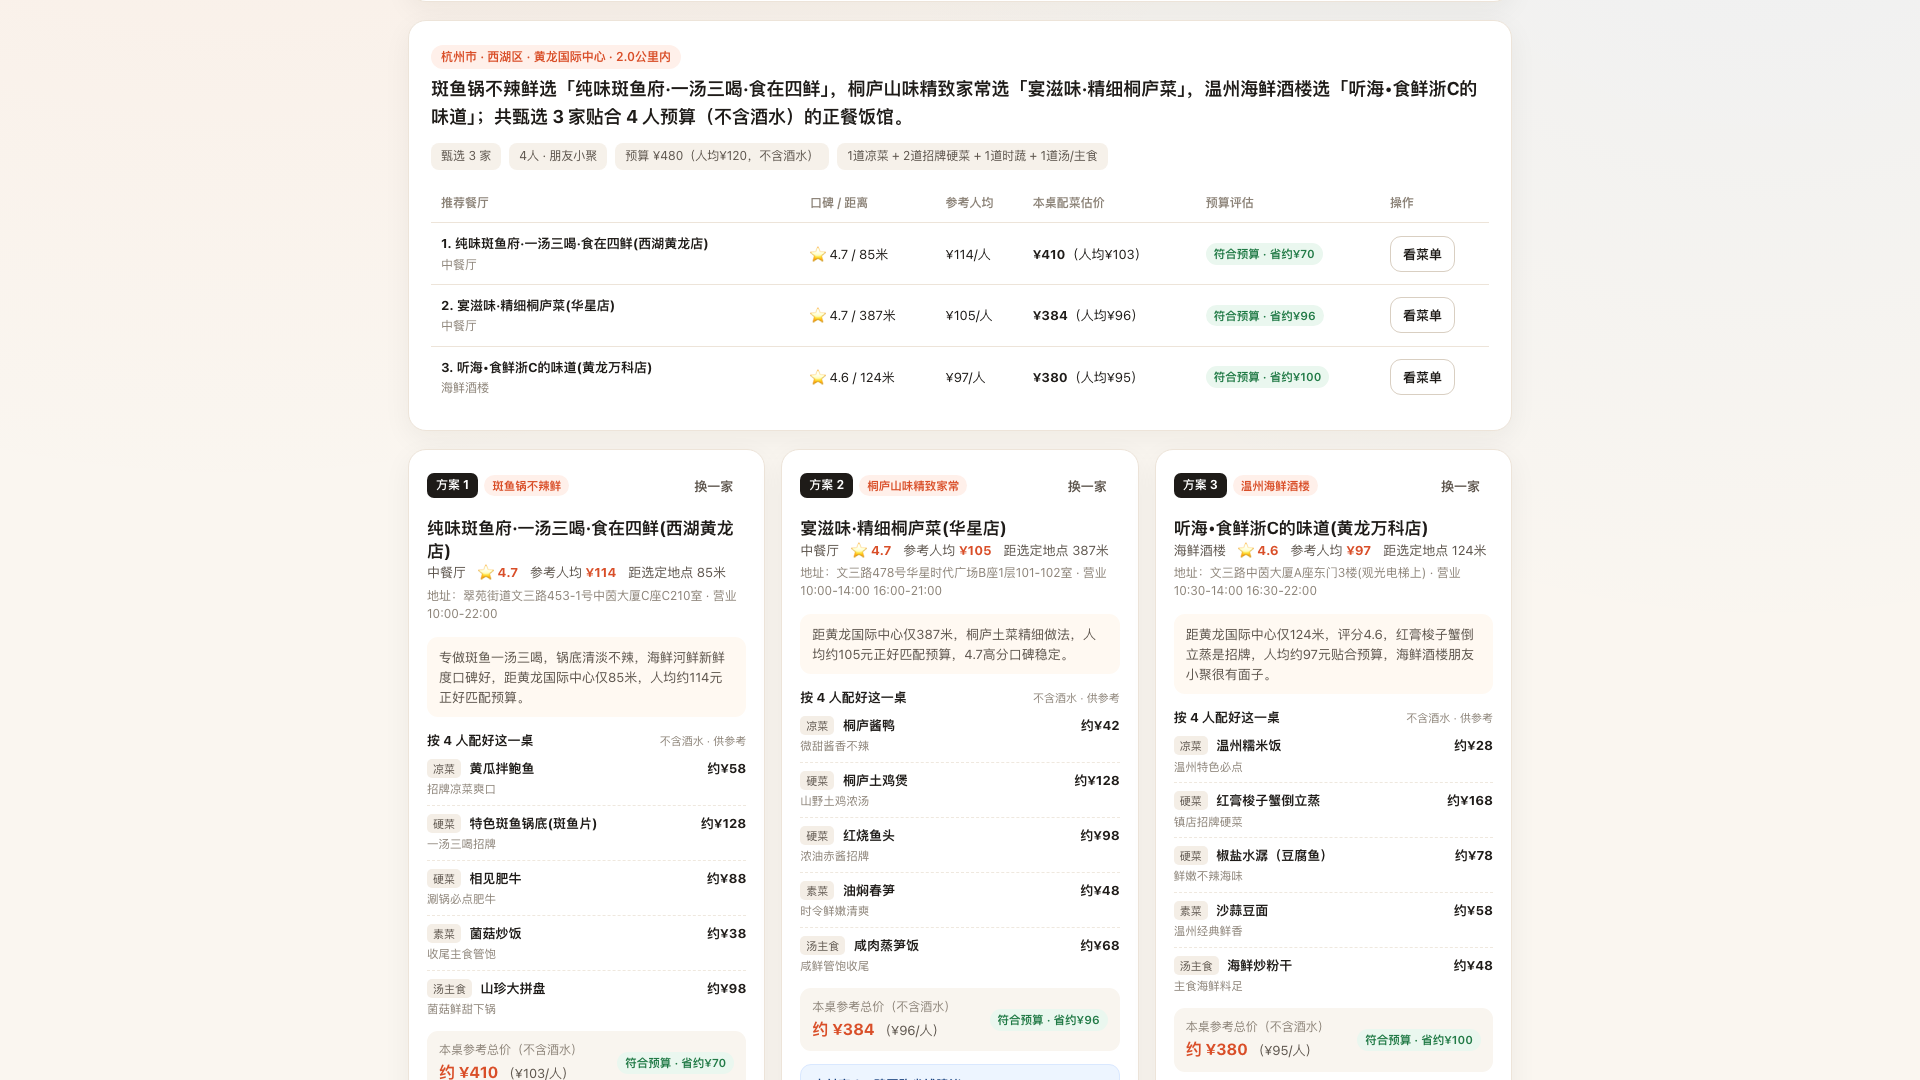 杭州市 · 西湖区 · 黄龙国际中心 · 2.0公里内
斑鱼锅不辣鲜选「纯味斑鱼府·一汤三喝·食在四鲜」，桐庐山味精致家常选「宴滋味·精细桐庐菜」，温州海鲜酒楼选「听海•食鲜浙C的
味道」；共甄选 3 家贴合 4 人预算（不含酒水）的正餐饭馆。
甄选 3 家
4人 · 朋友小聚
预算 ¥480（人均¥120，不含酒水）
1道凉菜 + 2道招牌硬菜 + 1道时蔬 + 1道汤/主食
推荐餐厅 口碑 / 距离 参考人均 本桌配菜估价 预算评估 操作
1. 纯味斑鱼府·一汤三喝·食在四鲜(西湖黄龙店)
中餐厅
⭐ 4.7 / 85米 ¥114/人 ¥410（人均¥103） 符合预算 · 省约¥70 看菜单
2. 宴滋味·精细桐庐菜(华星店)
中餐厅
⭐ 4.7 / 387米 ¥105/人 ¥384（人均¥96） 符合预算 · 省约¥96 看菜单
3. 听海•食鲜浙C的味道(黄龙万科店)
海鲜酒楼
⭐ 4.6 / 124米 ¥97/人 ¥380（人均¥95） 符合预算 · 省约¥100 看菜单
方案 1 斑鱼锅不辣鲜 换一家
纯味斑鱼府·一汤三喝·食在四鲜(西湖黄龙
店)
中餐厅 ⭐ 4.7 参考人均 ¥114 距选定地点 85米
地址：翠苑街道文三路453-1号中茵大厦C座C210室 · 营业
10:00-22:00
专做斑鱼一汤三喝，锅底清淡不辣，海鲜河鲜新鲜
度口碑好，距黄龙国际中心仅85米，人均约114元
正好匹配预算。
按 4 人配好这一桌 不含酒水 · 供参考
凉菜 黄瓜拌鲍鱼 约¥58
招牌凉菜爽口
硬菜 特色斑鱼锅底(斑鱼片) 约¥128
一汤三喝招牌
硬菜 相见肥牛 约¥88
涮锅必点肥牛
素菜 菌菇炒饭 约¥38
收尾主食管饱
汤主食 山珍大拼盘 约¥98
菌菇鲜甜下锅
本桌参考总价（不含酒水）
约 ¥410（¥103/人） 符合预算 · 省约¥70
方案 2 桐庐山味精致家常 换一家
宴滋味·精细桐庐菜(华星店)
中餐厅 ⭐ 4.7 参考人均 ¥105 距选定地点 387米
地址：文三路478号华星时代广场B座1层101-102室 · 营业
10:00-14:00 16:00-21:00
距黄龙国际中心仅387米，桐庐土菜精细做法，人
均约105元正好匹配预算，4.7高分口碑稳定。
按 4 人配好这一桌 不含酒水 · 供参考
凉菜 桐庐酱鸭 约¥42
微甜酱香不辣
硬菜 桐庐土鸡煲 约¥128
山野土鸡浓汤
硬菜 红烧鱼头 约¥98
浓油赤酱招牌
素菜 油焖春笋 约¥48
时令鲜嫩清爽
汤主食 咸肉蒸笋饭 约¥68
咸鲜管饱收尾
本桌参考总价（不含酒水）
约 ¥384（¥96/人） 符合预算 · 省约¥96
方案 3 温州海鲜酒楼 换一家
听海•食鲜浙C的味道(黄龙万科店)
海鲜酒楼 ⭐ 4.6 参考人均 ¥97 距选定地点 124米
地址：文三路中茵大厦A座东门3楼(观光电梯上) · 营业
10:30-14:00 16:30-22:00
距黄龙国际中心仅124米，评分4.6，红膏梭子蟹倒
立蒸是招牌，人均约97元贴合预算，海鲜酒楼朋友
小聚很有面子。
按 4 人配好这一桌 不含酒水 · 供参考
凉菜 温州糯米饭 约¥28
温州特色必点
硬菜 红膏梭子蟹倒立蒸 约¥168
镇店招牌硬菜
硬菜 椒盐水潺（豆腐鱼） 约¥78
鲜嫩不辣海味
素菜 沙蒜豆面 约¥58
温州经典鲜香
汤主食 海鲜炒粉干 约¥48
主食海鲜料足
本桌参考总价（不含酒水）
约 ¥380（¥95/人） 符合预算 · 省约¥100